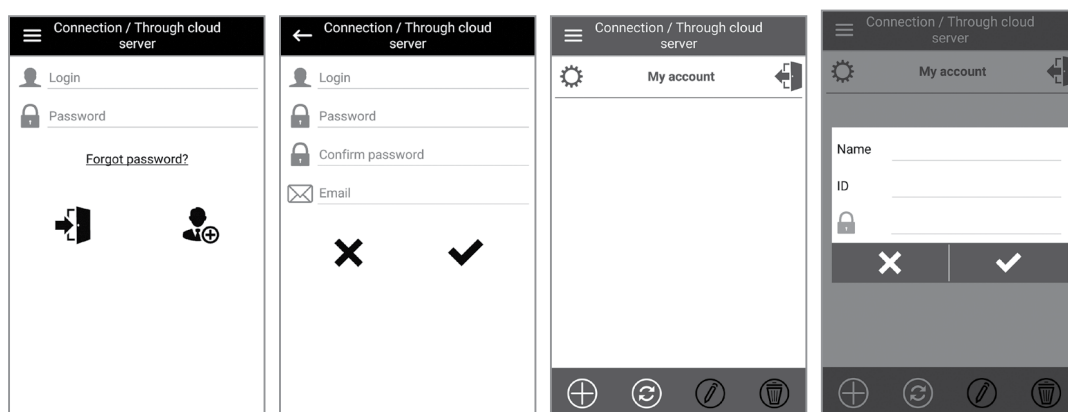 Connection / Through cloud
server
Login
Password
Forgot password?
Connection / Through cloud
server
Login
Password
Confirm password
Email
Connection / Through cloud
server
My account
Connection / Through cloud
server
My account
Name
ID